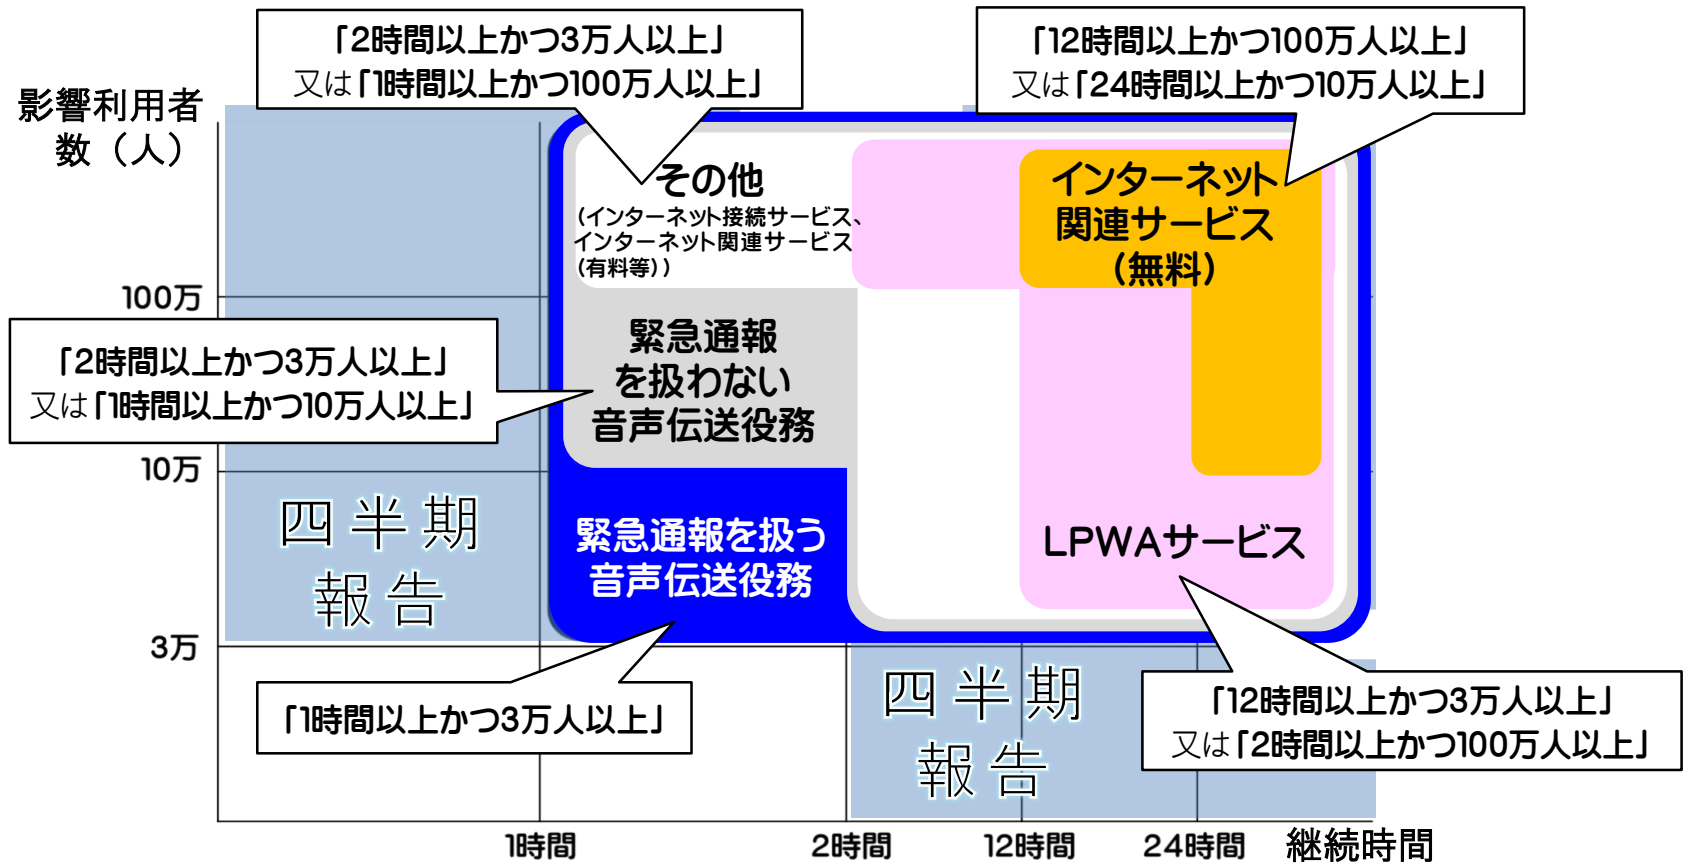 「2時間以上かつ3万人以上」
又は「1時間以上かつ100万人以上」
「12時間以上かつ100万人以上」
又は「24時間以上かつ10万人以上」
影響利用者
数（人）
その他
（インターネット接続サービス、
インターネット関連サービス
（有料等））
インターネット
関連サービス
（無料）
100万
「2時間以上かつ3万人以上」
又は「1時間以上かつ10万人以上」
緊急通報
を扱わない
音声伝送役務
10万
四半期
報告
緊急通報を扱う
音声伝送役務
LPWAサービス
3万
「1時間以上かつ3万人以上」
四半期
報告
「12時間以上かつ3万人以上」
又は「2時間以上かつ100万人以上」
1時間
2時間
12時間
24時間
継続時間